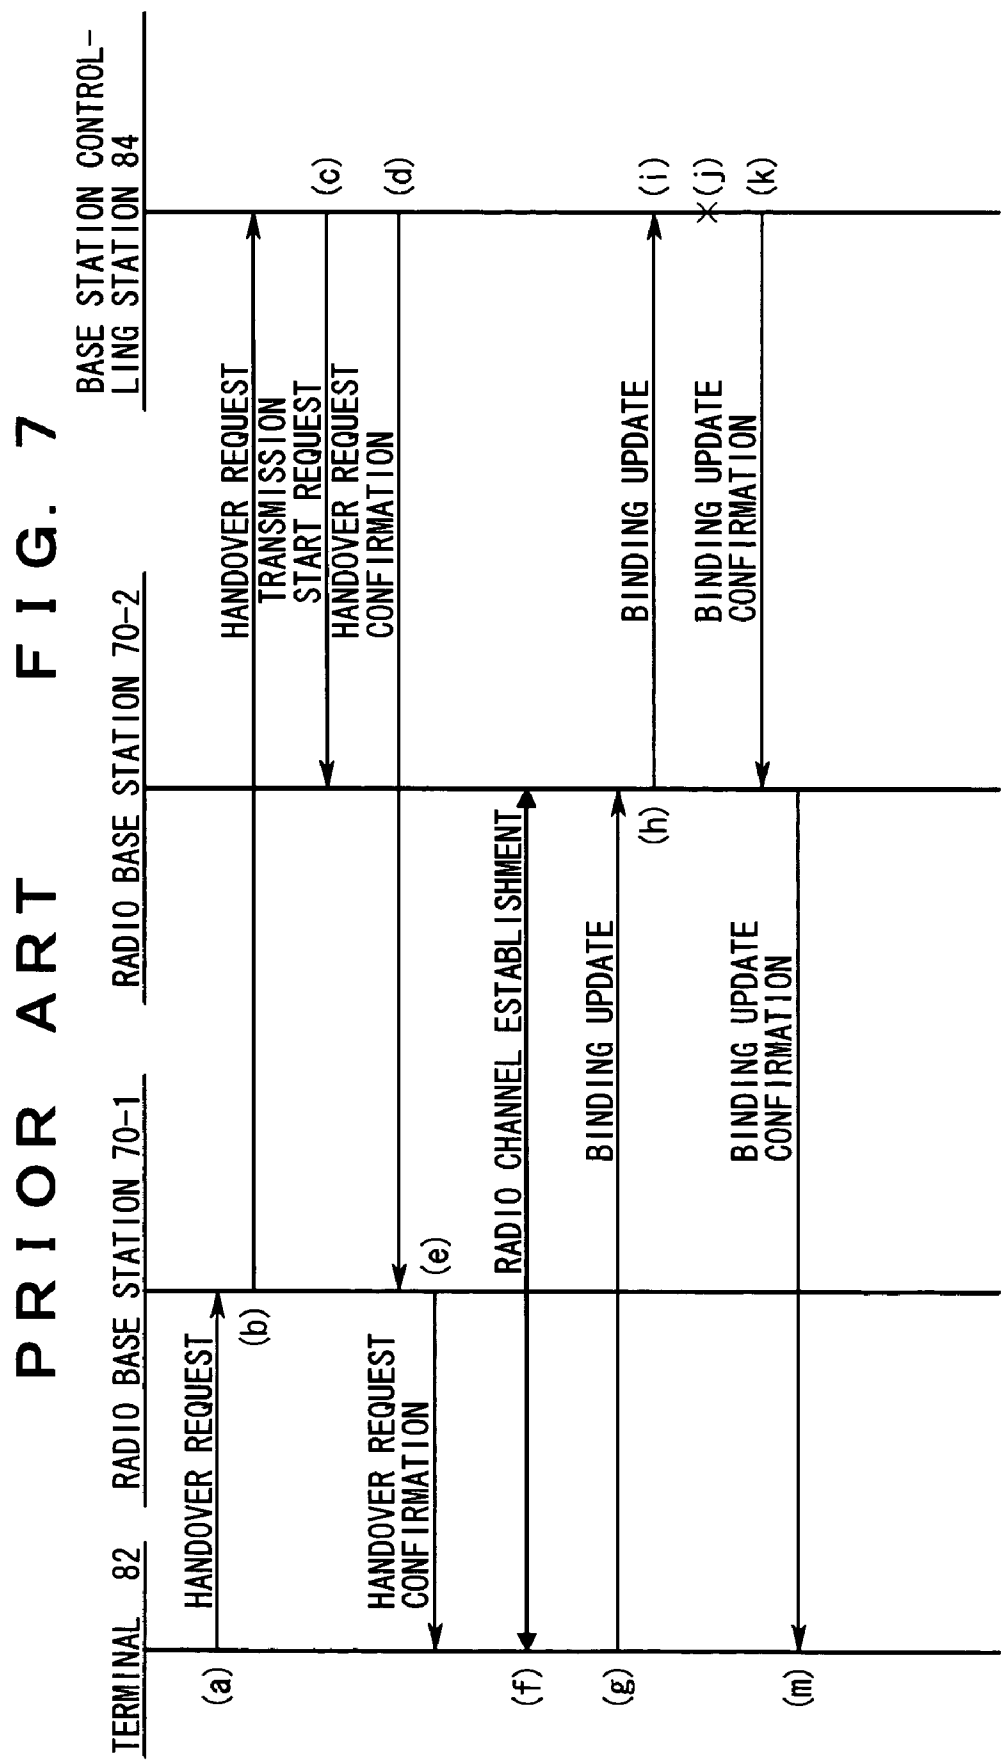 PRIOR ART FIG. 7
TERMINAL 82
RADIO BASE STATION 70-1
RADIO BASE STATION 70-2
BASE STATION CONTROL-
LING STATION 84
(a)
HANDOVER REQUEST
(b)
HANDOVER REQUEST
TRANSMISSION
START REQUEST
(c)
HANDOVER REQUEST
CONFIRMATION
(d)
HANDOVER REQUEST
CONFIRMATION
(e)
(f)
RADIO CHANNEL ESTABLISHMENT
(g)
BINDING UPDATE
(h)
BINDING UPDATE
(i)
(j)
BINDING UPDATE
CONFIRMATION
(k)
BINDING UPDATE
CONFIRMATION
(m)